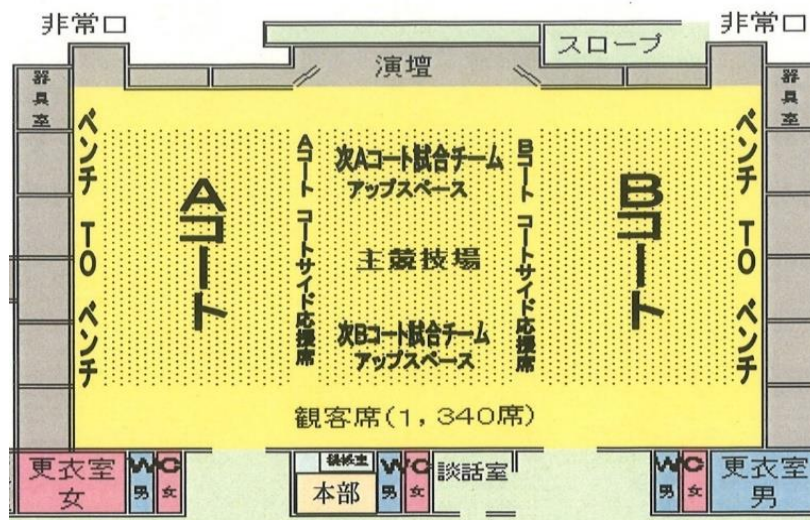 非常口
非常口
スロープ
演壇
器具室
器具室
ベンチ TO ベンチ
Aコート
Aコート コートサイド応援席
次Aコート試合チーム
アップスペース
主競技場
次Bコート試合チーム
アップスペース
Bコート コートサイド応援席
Bコート
ベンチ TO ベンチ
観客席(1,340席)
更衣室
女
W男
C女
本部
W男
C女
談話室
W男
C女
更衣室
男